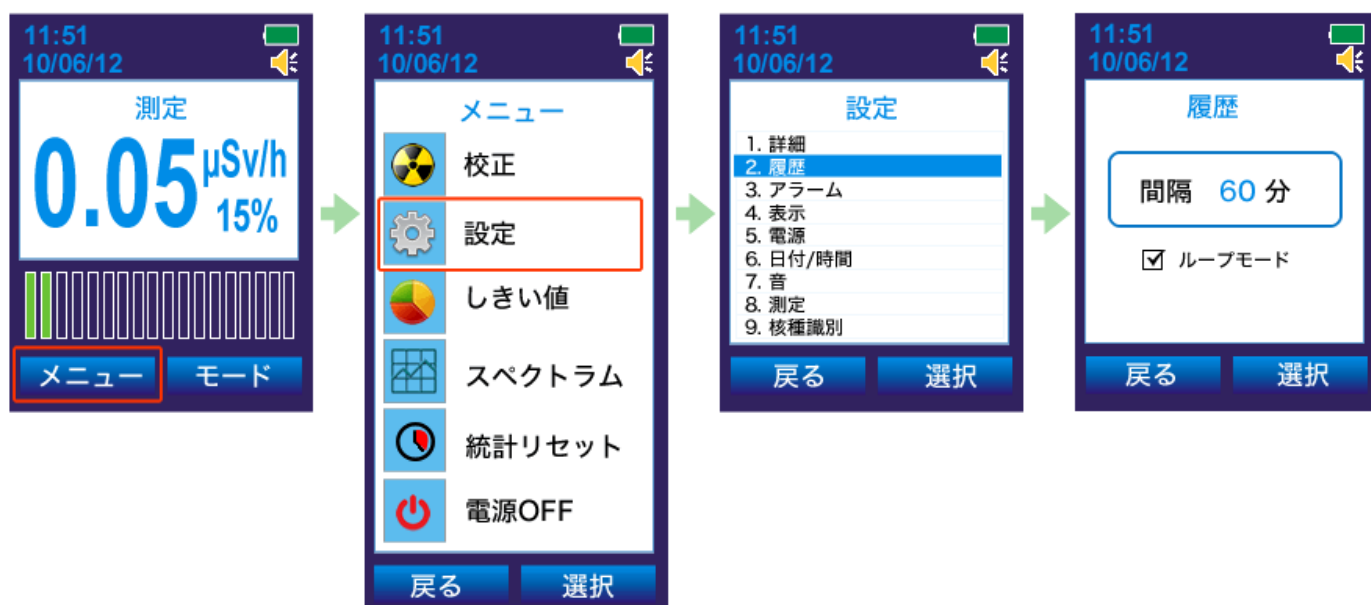 11:51
10/06/12
測定
0.05 μSv/h
15%
メニュー モード
11:51
10/06/12
メニュー
校正
設定
しきい値
スペクトラム
統計リセット
電源OFF
戻る 選択
11:51
10/06/12
設定
1. 詳細
2. 履歴
3. アラーム
4. 表示
5. 電源
6. 日付/時間
7. 音
8. 測定
9. 核種識別
戻る 選択
11:51
10/06/12
履歴
間隔 60 分
ループモード
戻る 選択